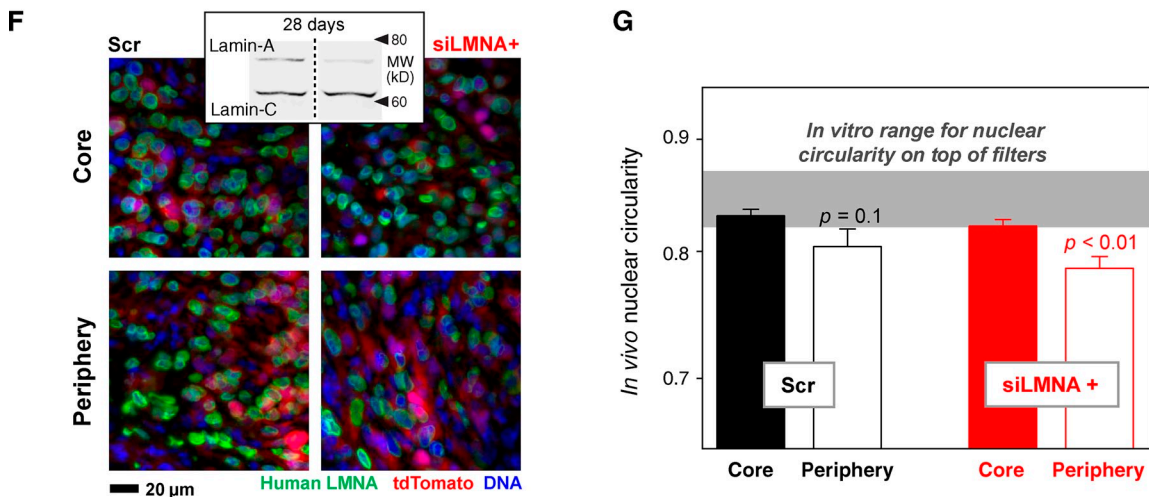 F
Scr
28 days
siLMNA+
Lamin-A
80
MW
(kD)
60
Lamin-C
Core
Periphery
20 µm
Human LMNA tdTomato DNA
G
In vitro range for nuclear
circularity on top of filters
0.9
0.8
0.7
In vivo nuclear circularity
p = 0.1
p < 0.01
Scr
siLMNA +
Core Periphery Core Periphery